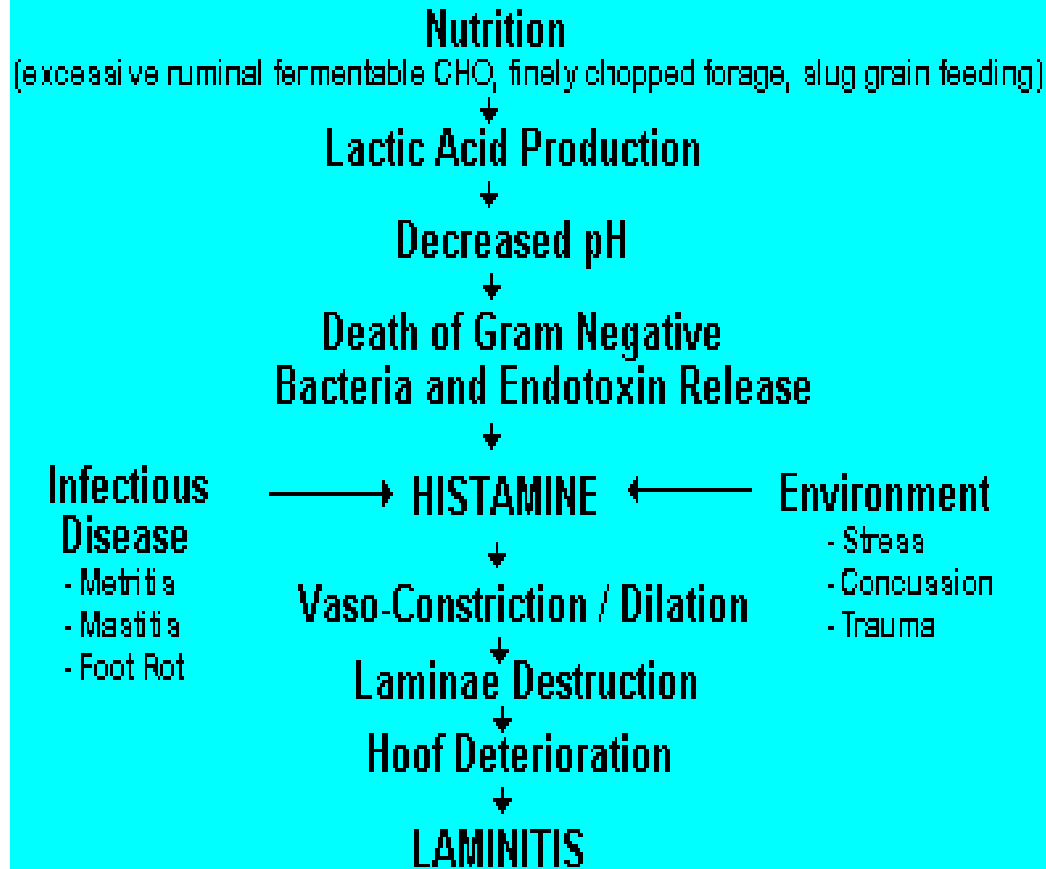 Nutrition
(excessive ruminal fermentable CHO, finely chopped forage, slug grain feeding)
Lactic Acid Production
Decreased pH
Death of Gram Negative
Bacteria and Endotoxin Release
Infectious
Disease
- Metritis
- Mastitis
- Foot Rot
HISTAMINE
Environment
- Stress
- Concussion
- Trauma
Vaso-Constriction / Dilation
Laminae Destruction
Hoof Deterioration
LAMINITIS